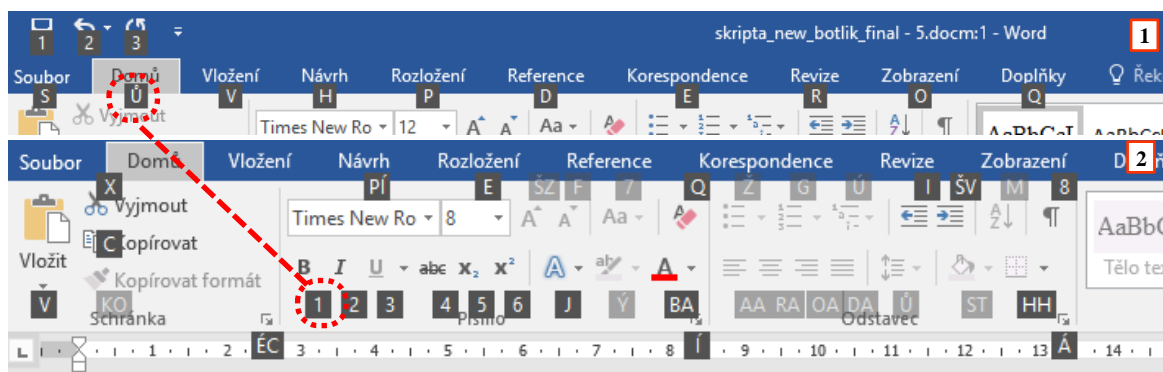 skripta_new_botlik_final - 5.docm:1 - Word 1
1 2 3
Soubor Domů Vložení Návrh Rozložení Reference Korespondence Revize Zobrazení Doplňky Řek
S Ů V H P D E R O Q
Vyjmout Times New Ro 12 A A Aa
AaBbCcI AaBbCc
Soubor Domů Vložení Návrh Rozložení Reference Korespondence Revize Zobrazení D 2
X PÍ E ŠZ F 7 Q Ž G Ú I ŠV M 8
Vyjmout Times New Ro 8 A A Aa
AaBbC
C Kopírovat
Vložit Kopírovat formát B I U abc X₂ X² A ab A Tělo tex
V KO 1 2 3 4 5 6 J Ý BA AA RA OA DA Ů ST HH
Schránka Písmo Odstavec
ÉC Í Á
1 2 3 4 5 6 7 8 9 10 11 12 13 14